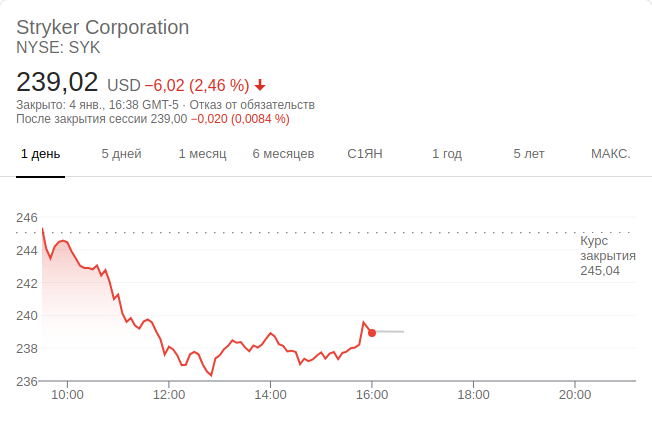 Stryker Corporation
NYSE: SYK
239,02 USD −6,02 (2,46 %)
Закрыто: 4 янв., 16:38 GMT-5 · Отказ от обязательств
После закрытия сессии 239,00 −0,020 (0,0084 %)
1 день 5 дней 1 месяц 6 месяцев С1ЯН 1 год 5 лет МАКС.
246
Курс
закрытия
245,04
244
242
240
238
236
10:00 12:00 14:00 16:00 18:00 20:00